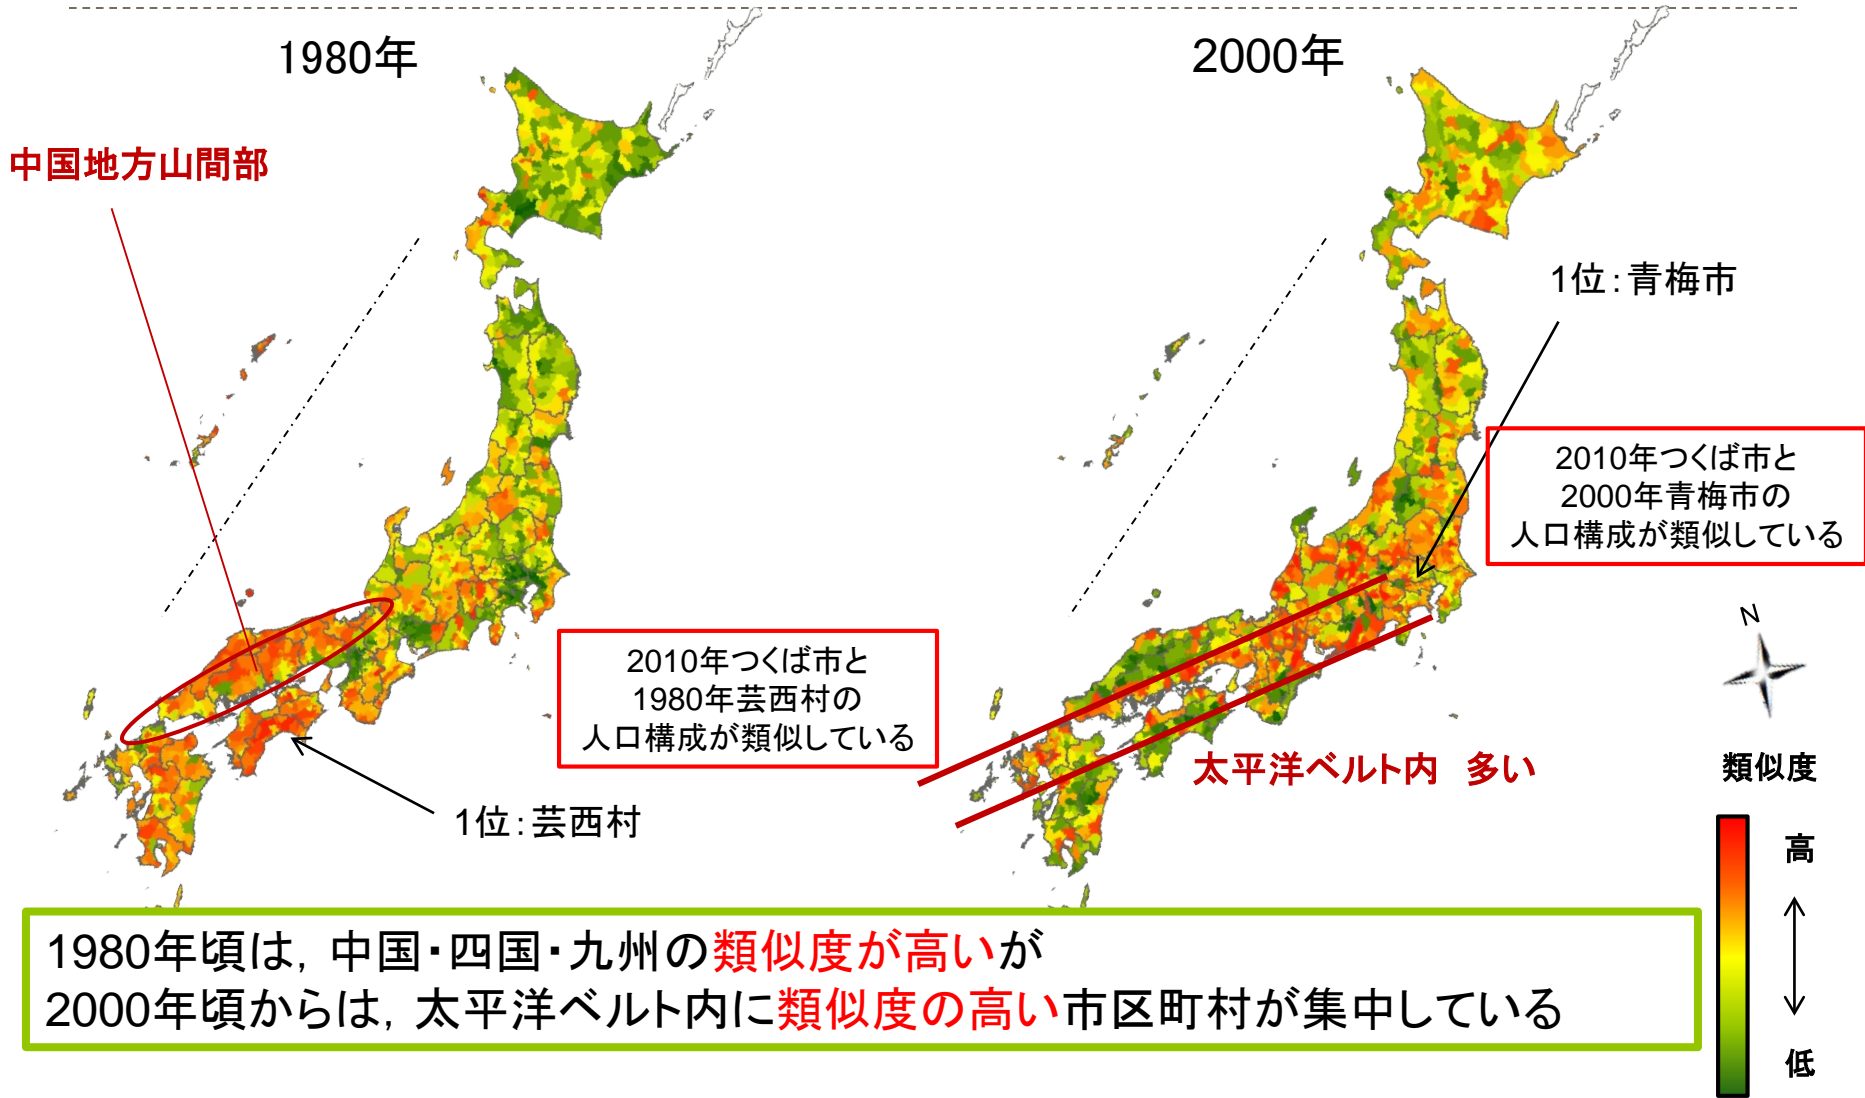 1980年
2000年
中国地方山間部
1位：青梅市
2010年つくば市と
2000年青梅市の
人口構成が類似している
N
2010年つくば市と
1980年芸西村の
人口構成が類似している
太平洋ベルト内　多い
類似度
1位：芸西村
高
低
1980年頃は，中国・四国・九州の類似度が高いが
2000年頃からは，太平洋ベルト内に類似度の高い市区町村が集中している